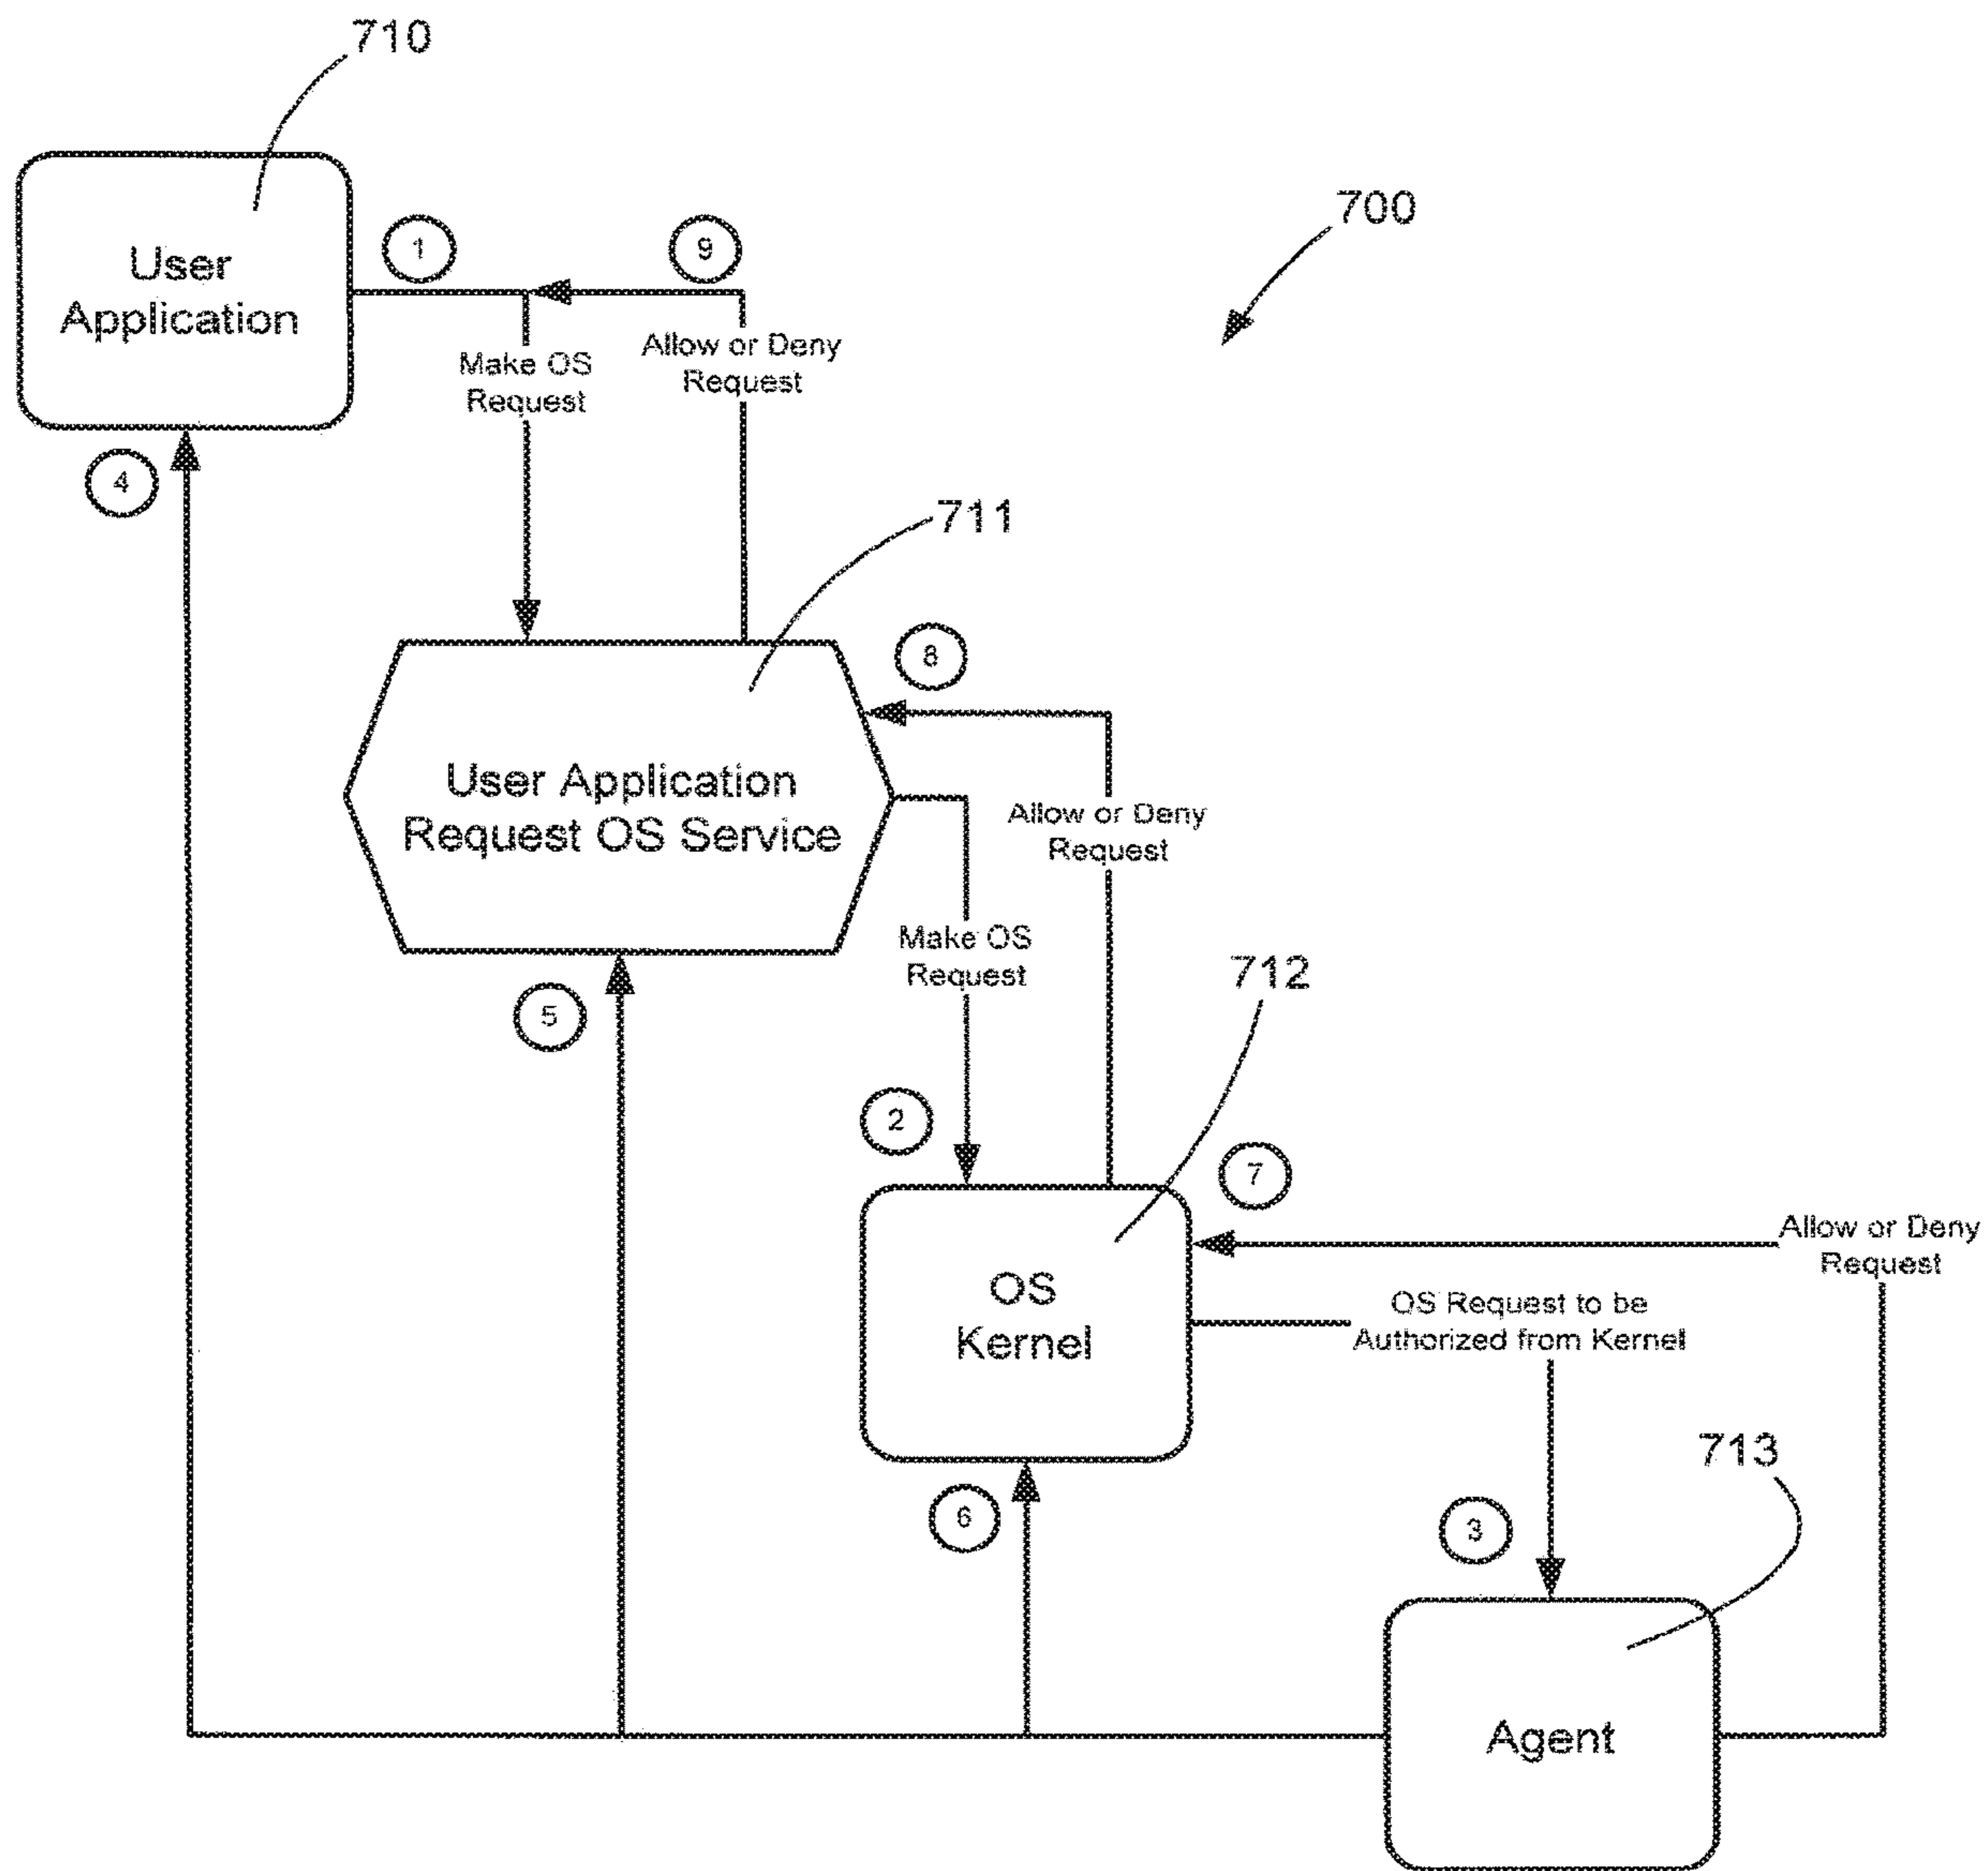 710
700
User
Application
1
9
Make OS
Request
Allow or Deny
Request
4
711
8
User Application
Request OS Service
Allow or Deny
Request
Make OS
Request
5
712
2
7
OS
Kernel
Allow or Deny
Request
OS Request to be
Authorized from Kernel
713
6
3
Agent